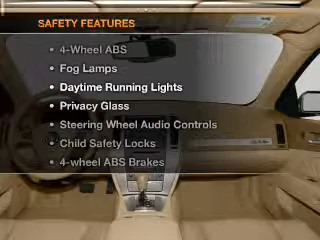 SAFETY FEATURES
• 4-Wheel ABS
• Fog Lamps
• Daytime Running Lights
• Privacy Glass
• Steering Wheel Audio Controls
• Child Safety Locks
• 4-wheel ABS Brakes